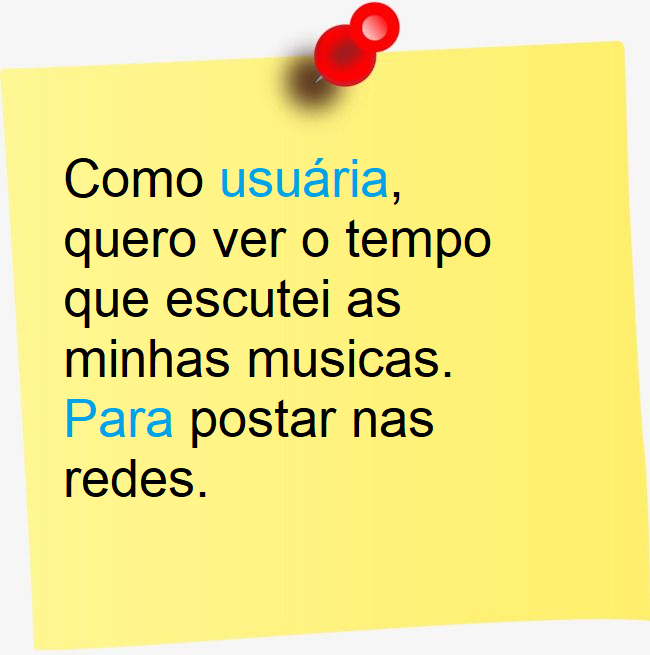 Como usuária,
quero ver o tempo
que escutei as
minhas musicas.
Para postar nas
redes.